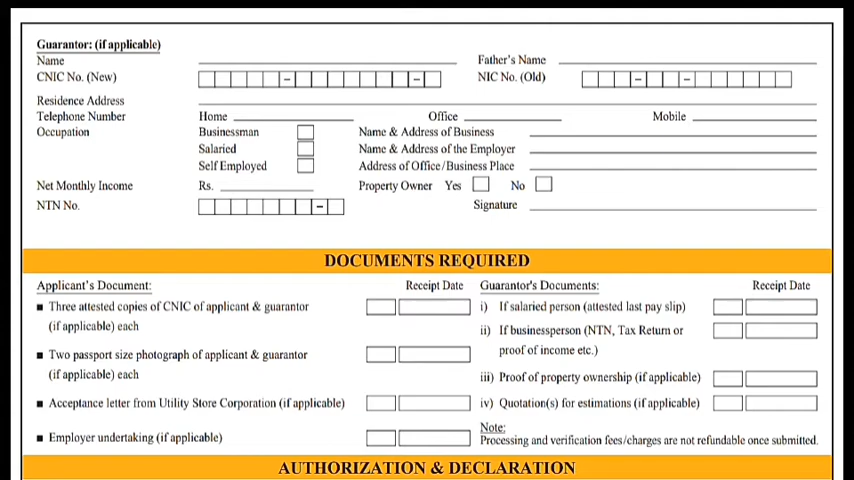 Guarantor: (if applicable)
Name Father's Name
CNIC No. (New) – – NIC No. (Old) – –
Residence Address
Telephone Number Home Office Mobile
Occupation Businessman Name & Address of Business
Salaried Name & Address of the Employer
Self Employed Address of Office/Business Place
Net Monthly Income Rs. Property Owner Yes No
NTN No. – Signature
DOCUMENTS REQUIRED
Applicant's Document: Receipt Date
■ Three attested copies of CNIC of applicant & guarantor
(if applicable) each
■ Two passport size photograph of applicant & guarantor
(if applicable) each
■ Acceptance letter from Utility Store Corporation (if applicable)
■ Employer undertaking (if applicable)
Guarantor's Documents: Receipt Date
i) If salaried person (attested last pay slip)
ii) If businessperson (NTN, Tax Return or
proof of income etc.)
iii) Proof of property ownership (if applicable)
iv) Quotation(s) for estimations (if applicable)
Note:
Processing and verification fees/charges are not refundable once submitted.
AUTHORIZATION & DECLARATION